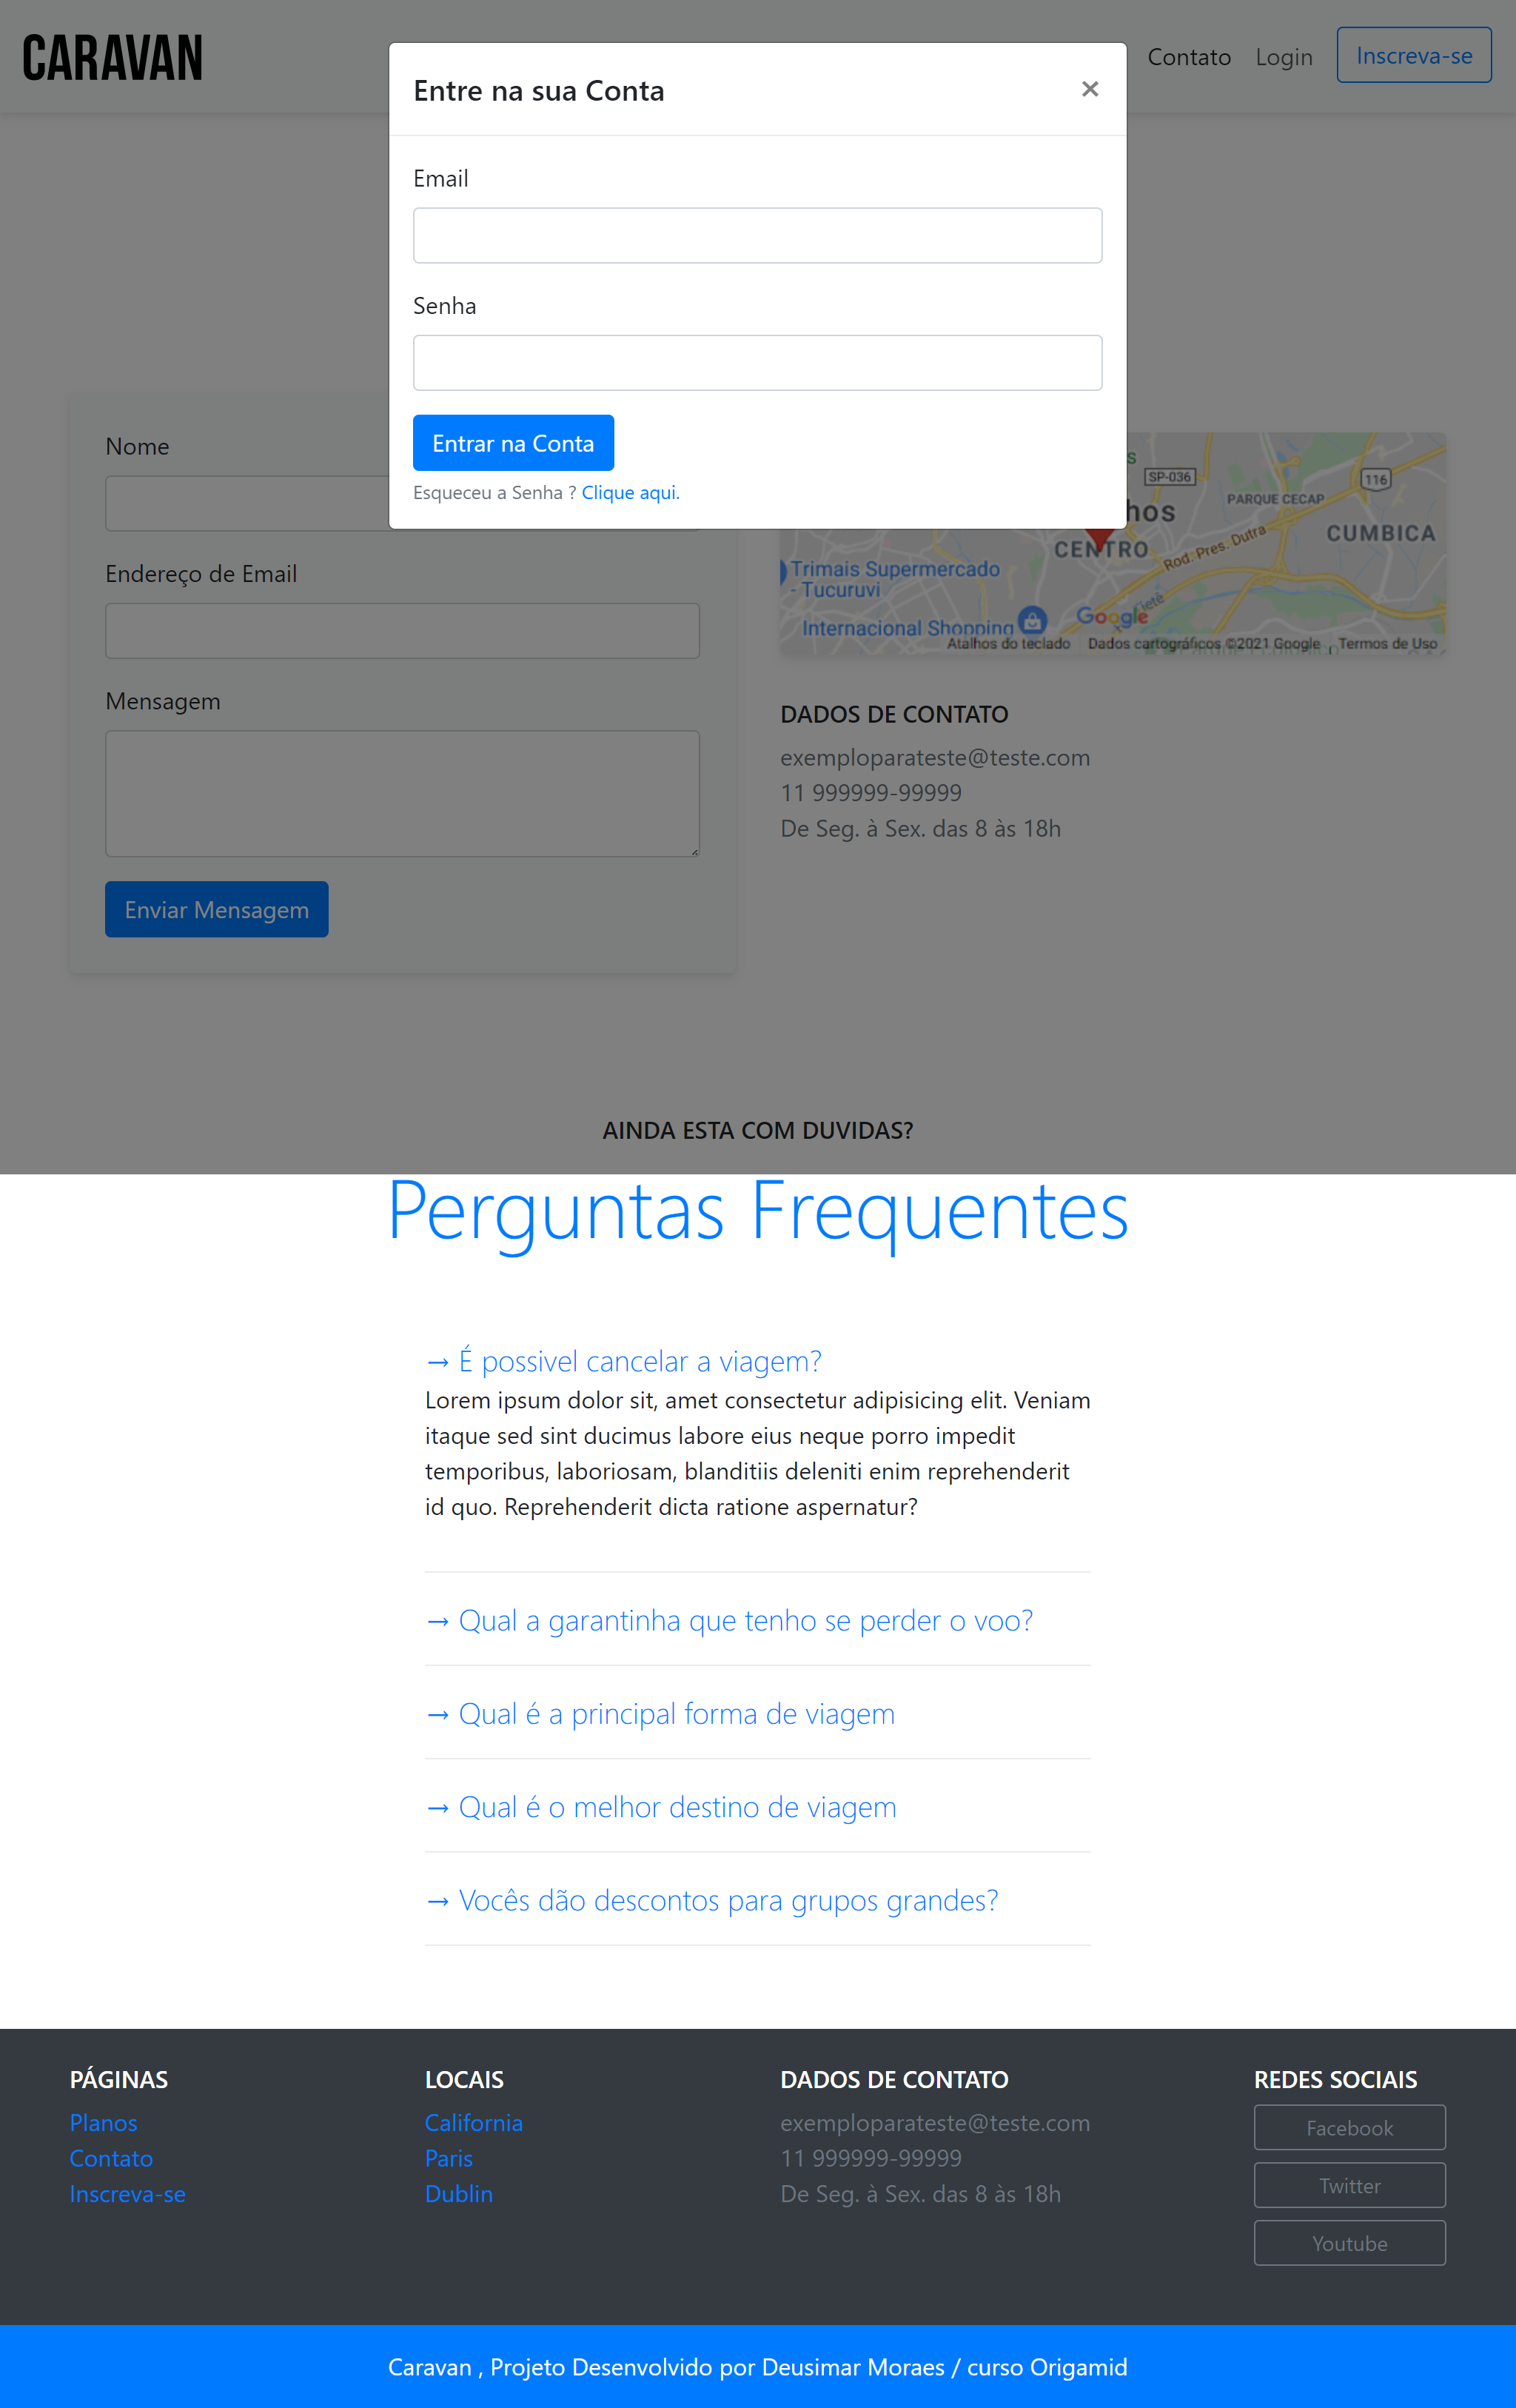 CARAVAN
Contato
Login
Inscreva-se
Entre na sua Conta
×
Email
Senha
Entrar na Conta
Esqueceu a Senha ? Clique aqui.
Nome
Endereço de Email
Mensagem
Enviar Mensagem
SP-036
116
PARQUE CECAP
CENTRO
Rod. Pres. Dutra
CUMBICA
Trimais Supermercado
- Tucuruvi
Internacional Shopping
Google
Atalhos do teclado
Dados cartográficos ©2021 Google
Termos de Uso
DADOS DE CONTATO
exemploparateste@teste.com
11 999999-99999
De Seg. à Sex. das 8 às 18h
AINDA ESTA COM DUVIDAS?
Perguntas Frequentes
→ É possivel cancelar a viagem?
Lorem ipsum dolor sit, amet consectetur adipisicing elit. Veniam
itaque sed sint ducimus labore eius neque porro impedit
temporibus, laboriosam, blanditiis deleniti enim reprehenderit
id quo. Reprehenderit dicta ratione aspernatur?
→ Qual a garantinha que tenho se perder o voo?
→ Qual é a principal forma de viagem
→ Qual é o melhor destino de viagem
→ Vocês dão descontos para grupos grandes?
PÁGINAS
Planos
Contato
Inscreva-se
LOCAIS
California
Paris
Dublin
DADOS DE CONTATO
exemploparateste@teste.com
11 999999-99999
De Seg. à Sex. das 8 às 18h
REDES SOCIAIS
Facebook
Twitter
Youtube
Caravan , Projeto Desenvolvido por Deusimar Moraes / curso Origamid